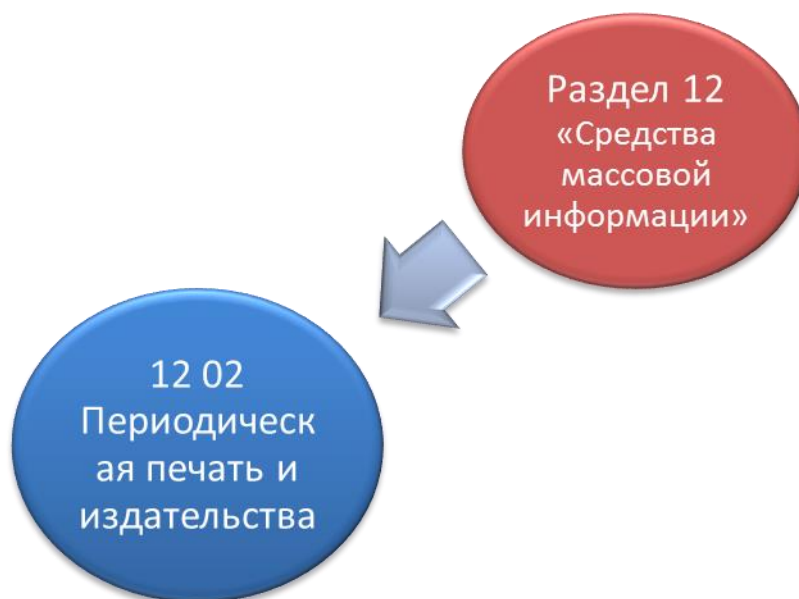 Раздел 12
«Средства
массовой
информации»
12 02
Периодическ
ая печать и
издательства